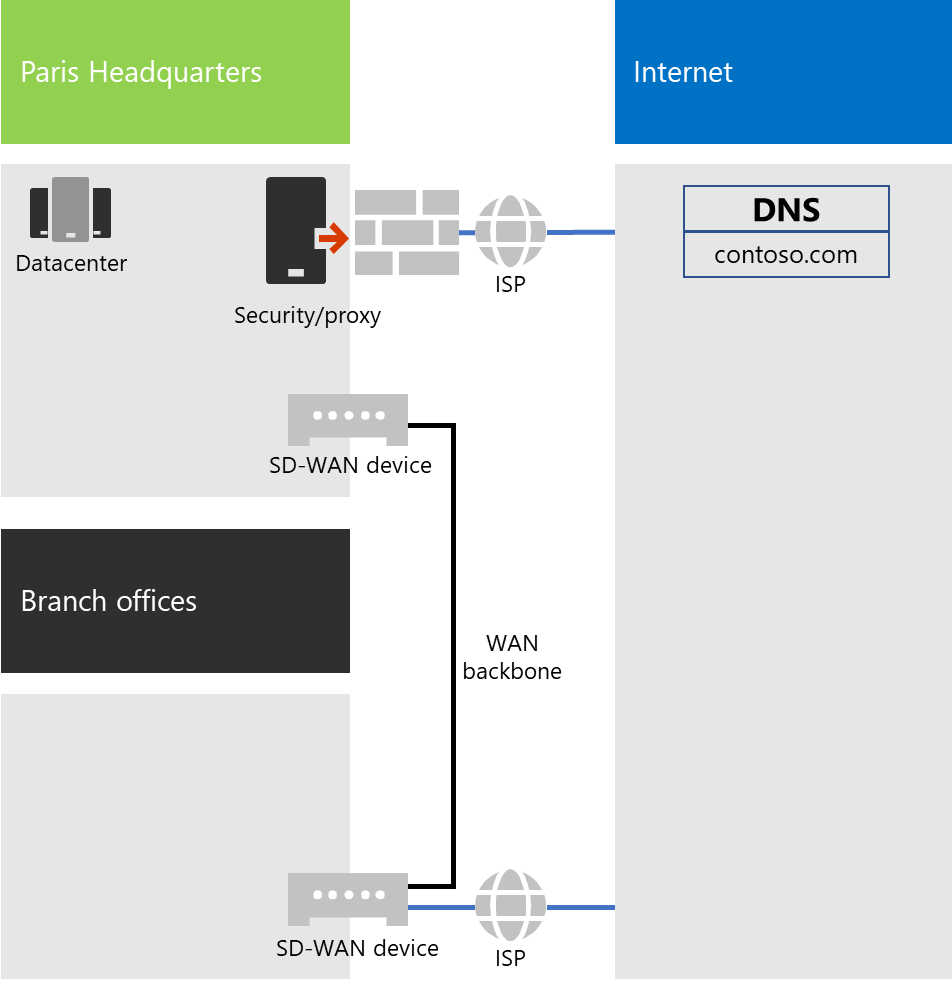 Paris Headquarters
Internet
DNS
contoso.com
Datacenter
ISP
Security/proxy
SD-WAN device
Branch offices
WAN
backbone
SD-WAN device
ISP